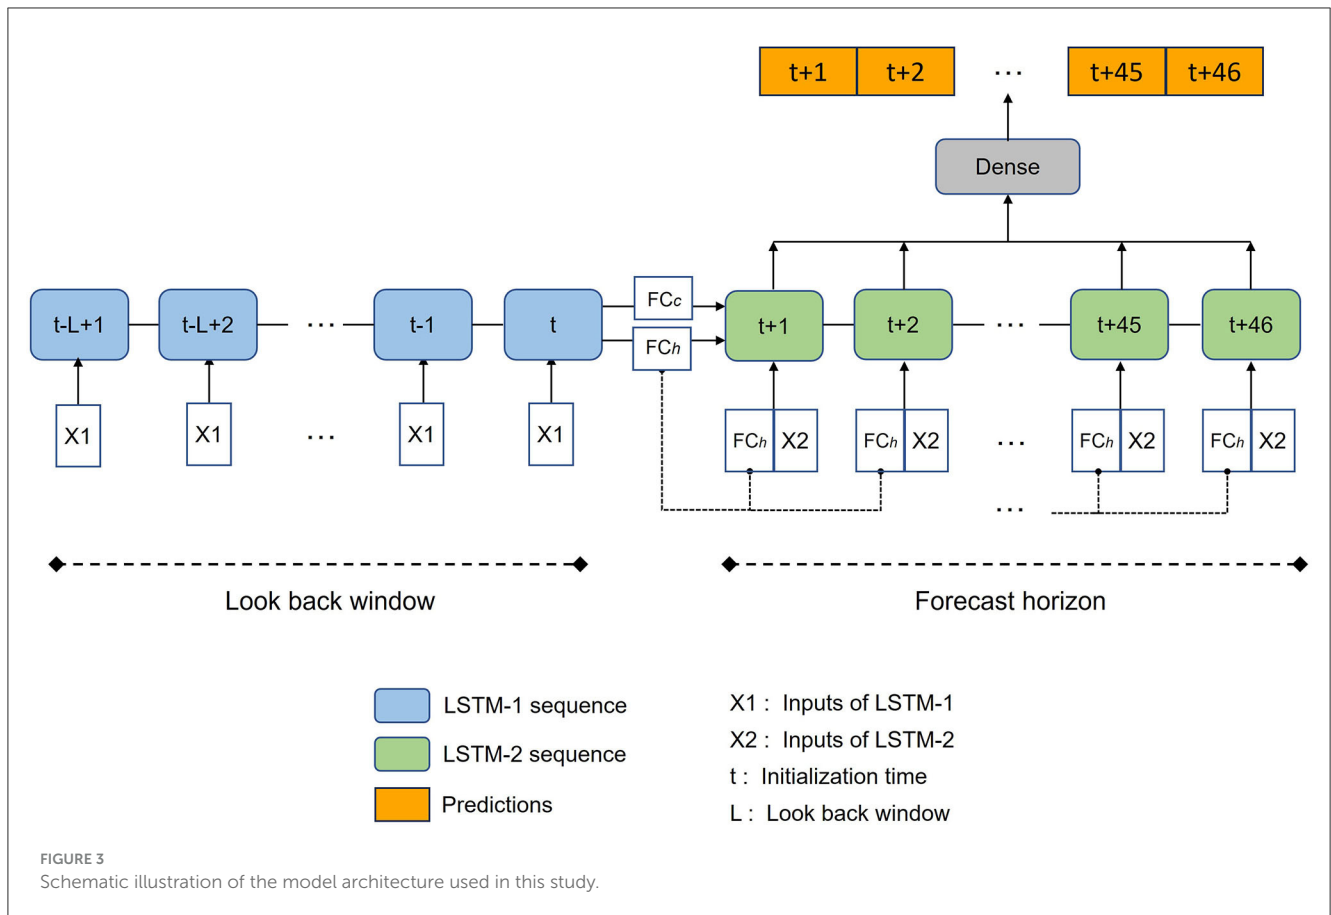 t+1 t+2 ... t+45 t+46
Dense
t-L+1 t-L+2 ... t-1 t FCc t+1 t+2 ... t+45 t+46
FCh
X1 X1 ... X1 X1 FCh X2 FCh X2 ... FCh X2 FCh X2
...
Look back window Forecast horizon
LSTM-1 sequence X1 : Inputs of LSTM-1
LSTM-2 sequence X2 : Inputs of LSTM-2
Predictions t : Initialization time
L : Look back window
FIGURE 3
Schematic illustration of the model architecture used in this study.